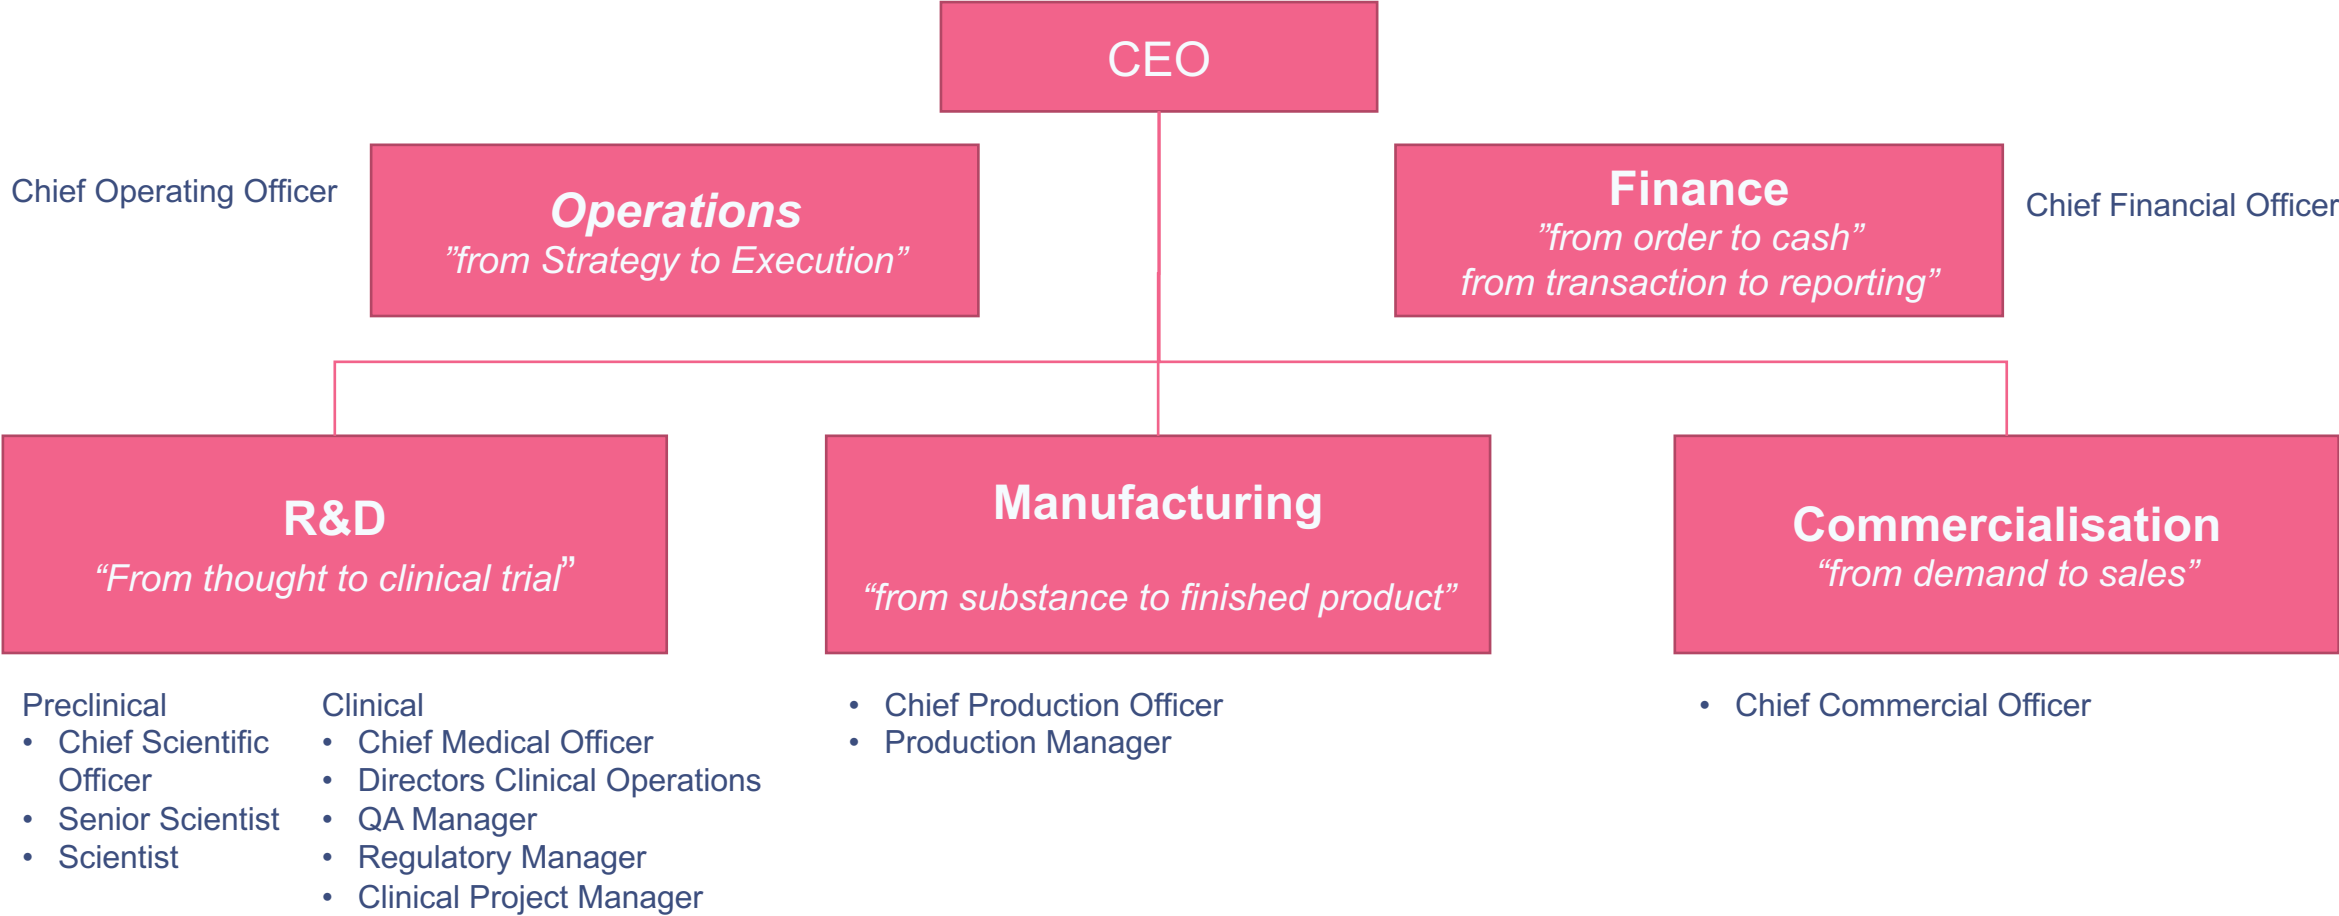 CEO
Chief Operating Officer
Operations
”from Strategy to Execution”
Finance
”from order to cash”
from transaction to reporting”
Chief Financial Officer
R&D
“From thought to clinical trial”
Manufacturing
“from substance to finished product”
Commercialisation
“from demand to sales”
Preclinical
• Chief Scientific
Officer
• Senior Scientist
• Scientist
Clinical
• Chief Medical Officer
• Directors Clinical Operations
• QA Manager
• Regulatory Manager
• Clinical Project Manager
• Chief Production Officer
• Production Manager
• Chief Commercial Officer